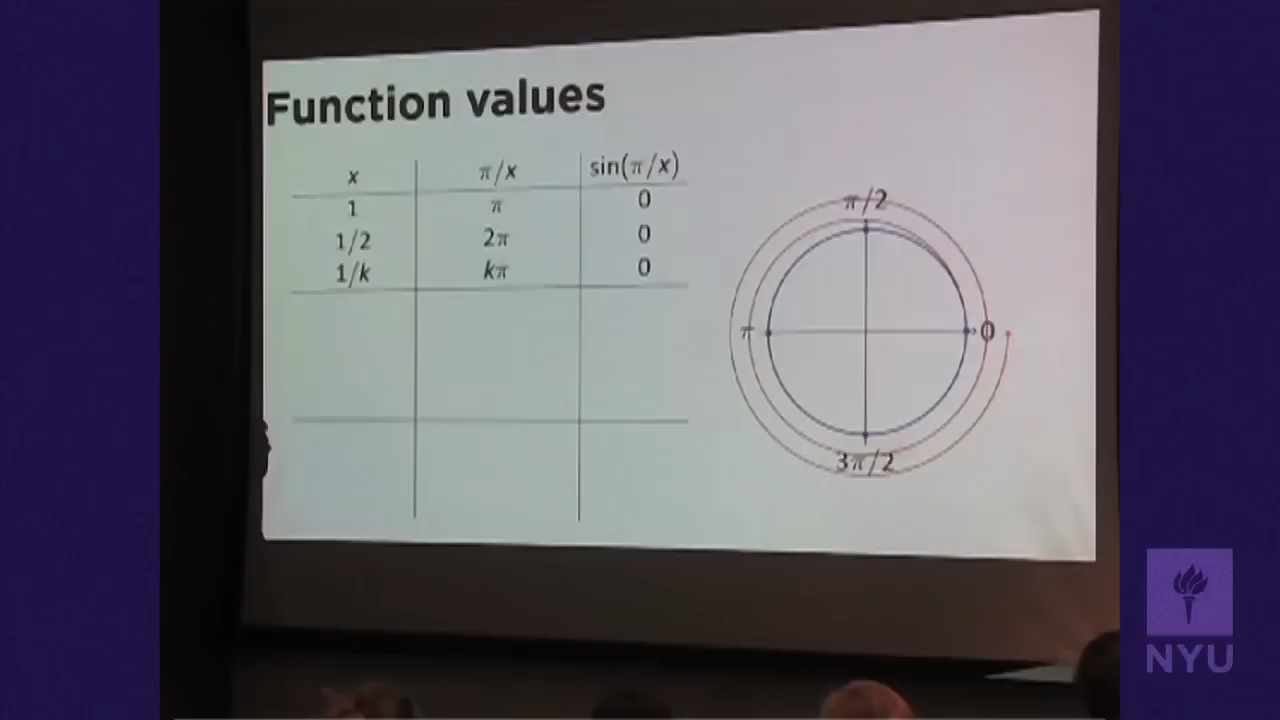 Function values
x π/x sin(π/x)
1 π 0
1/2 2π 0
1/k kπ 0
π/2
π 0
3π/2
NYU